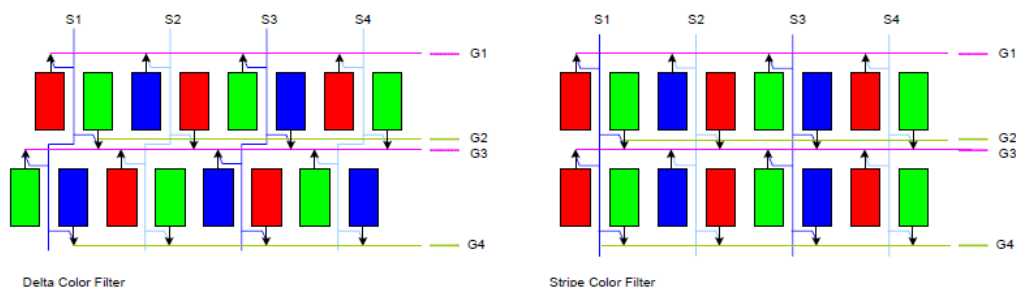 S1 S2 S3 S4
G1
G2
G3
G4
Delta Color Filter
S1 S2 S3 S4
G1
G2
G3
G4
Stripe Color Filter